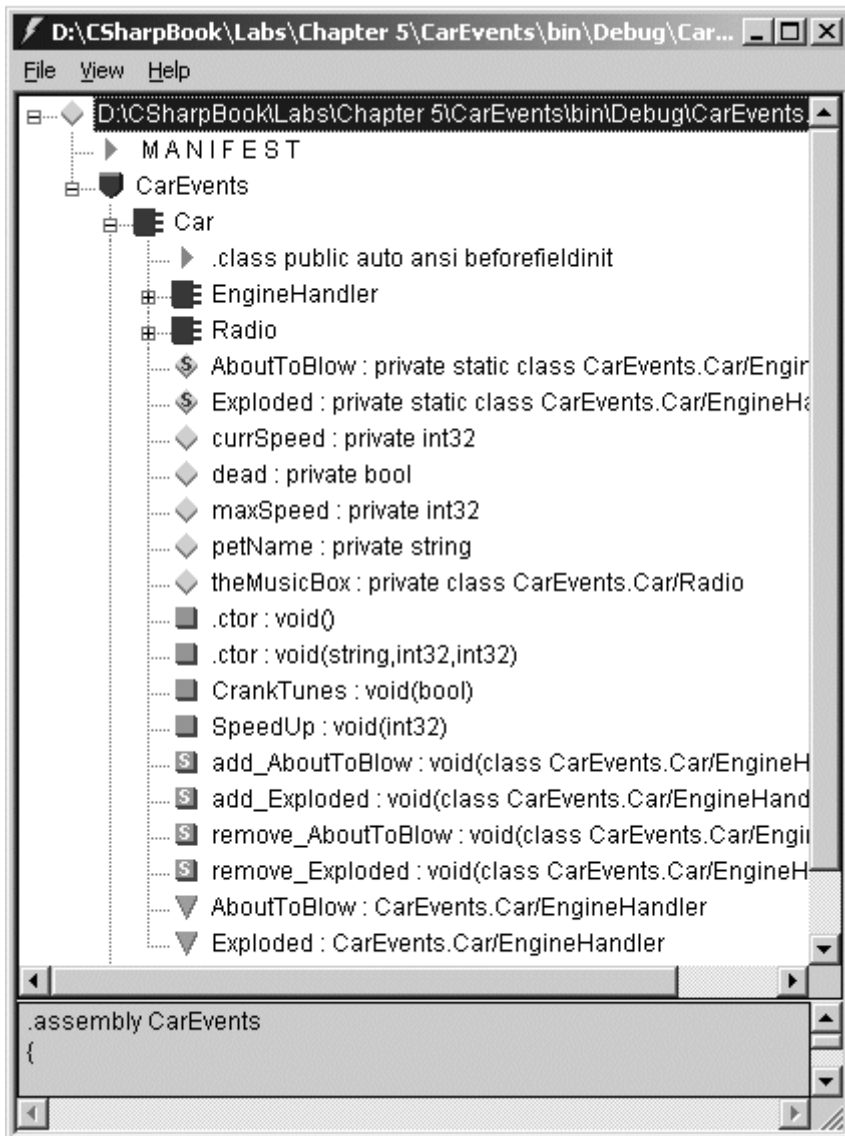 D:\CSharpBook\Labs\Chapter 5\CarEvents\bin\Debug\Car...
File View Help
D:\CSharpBook\Labs\Chapter 5\CarEvents\bin\Debug\CarEvents.
M A N I F E S T
CarEvents
Car
.class public auto ansi beforefieldinit
EngineHandler
Radio
AboutToBlow : private static class CarEvents.Car/Engin
Exploded : private static class CarEvents.Car/EngineHa
currSpeed : private int32
dead : private bool
maxSpeed : private int32
petName : private string
theMusicBox : private class CarEvents.Car/Radio
.ctor : void()
.ctor : void(string,int32,int32)
CrankTunes : void(bool)
SpeedUp : void(int32)
S add_AboutToBlow : void(class CarEvents.Car/EngineH
S add_Exploded : void(class CarEvents.Car/EngineHand
S remove_AboutToBlow : void(class CarEvents.Car/Engin
S remove_Exploded : void(class CarEvents.Car/EngineH
AboutToBlow : CarEvents.Car/EngineHandler
Exploded : CarEvents.Car/EngineHandler
.assembly CarEvents
{